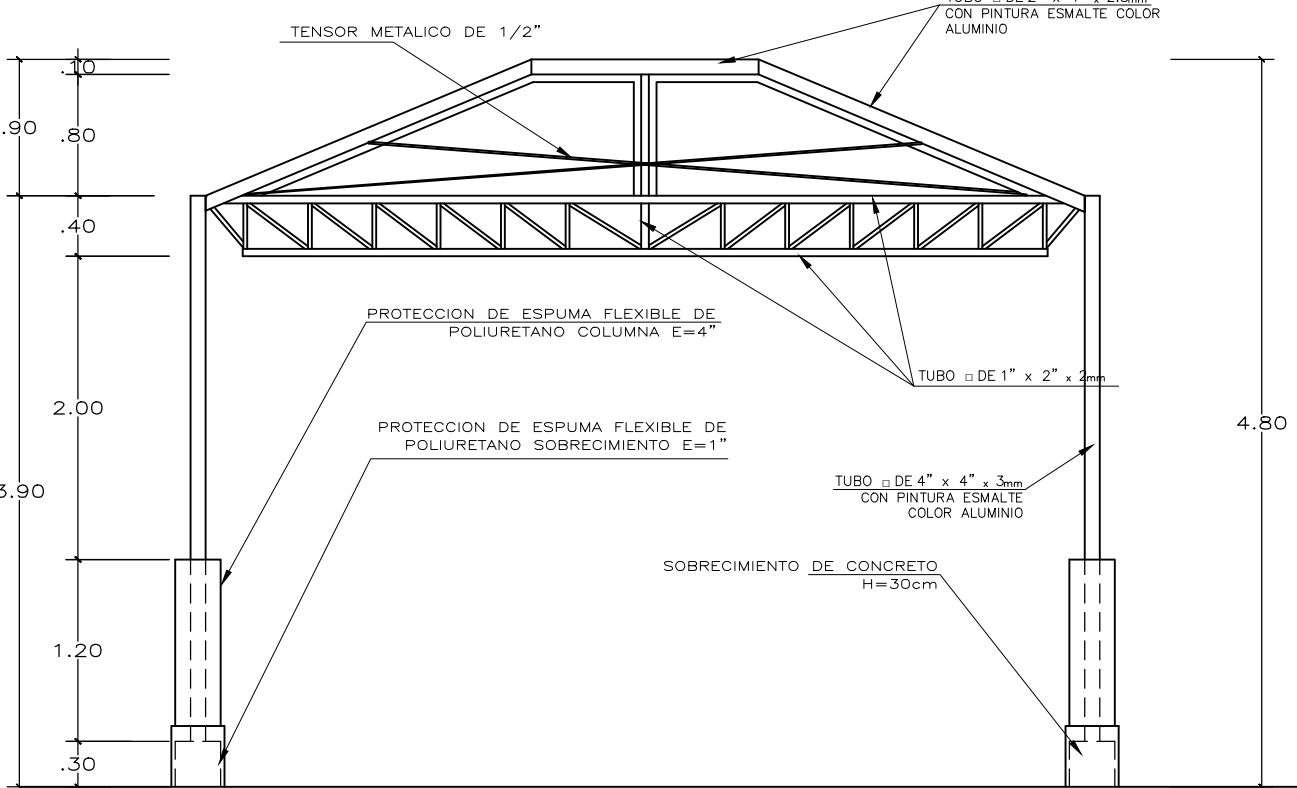 TENSOR METALICO DE 1/2”
CON PINTURA ESMALTE COLOR
ALUMINIO
.10
.90
.80
.40
PROTECCION DE ESPUMA FLEXIBLE DE
POLIURETANO COLUMNA E=4”
TUBO □ DE 1” x 2” x 2mm
2.00
PROTECCION DE ESPUMA FLEXIBLE DE
POLIURETANO SOBRECIMIENTO E=1”
4.80
3.90
TUBO □ DE 4” x 4” x 3mm
CON PINTURA ESMALTE
COLOR ALUMINIO
SOBRECIMIENTO DE CONCRETO
H=30cm
1.20
.30